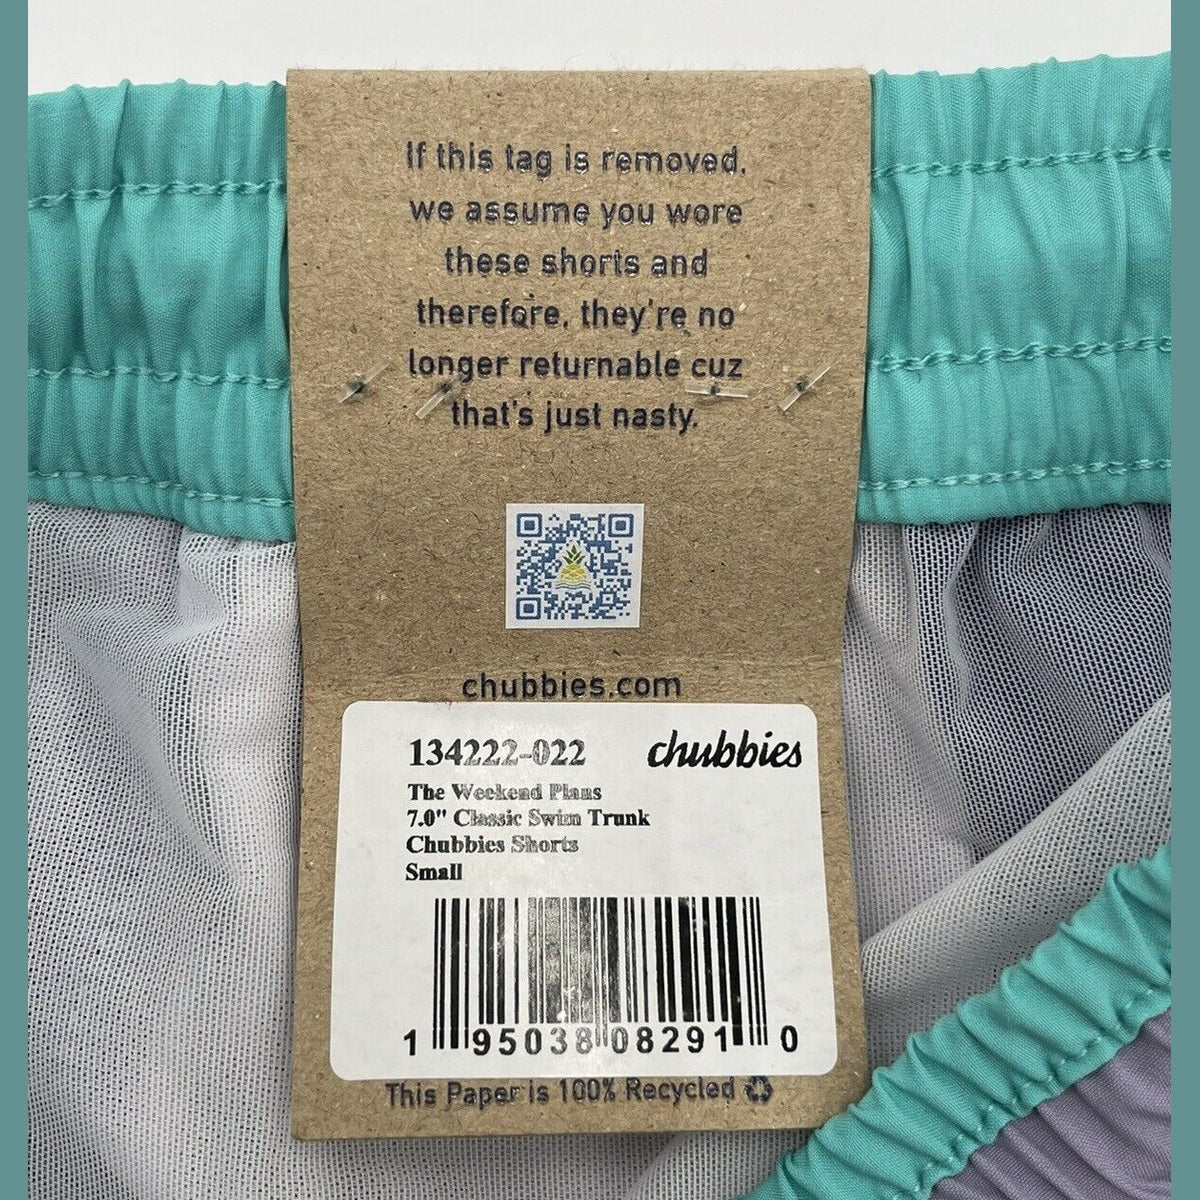 If this tag is removed,
we assume you wore
these shorts and
therefore, they're no
longer returnable cuz
that's just nasty.
chubbies.com
134222-022 chubbies
The Weekend Plans
7.0" Classic Swim Trunk
Chubbies Shorts
Small
1 95038 08291 0
This Paper is 100% Recycled